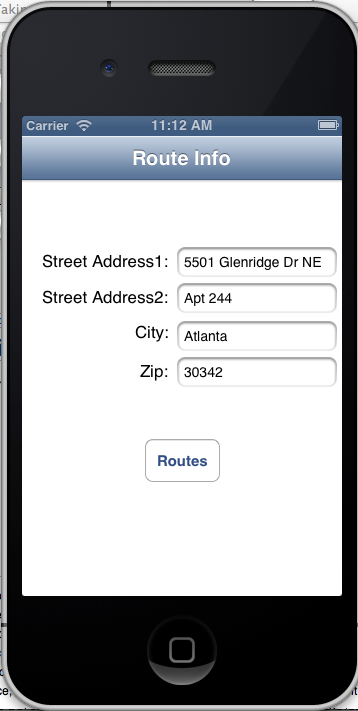 Carrier 11:12 AM
Route Info
Street Address1: 5501 Glenridge Dr NE
Street Address2: Apt 244
City: Atlanta
Zip: 30342
Routes